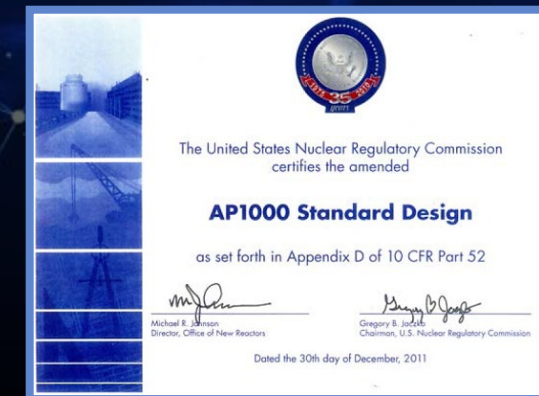 35
years
The United States Nuclear Regulatory Commission
certifies the amended
AP1000 Standard Design
as set forth in Appendix D of 10 CFR Part 52
Michael R. Johnson
Director, Office of New Reactors
Gregory B. Jaczko
Chairman, U.S. Nuclear Regulatory Commission
Dated the 30th day of December, 2011